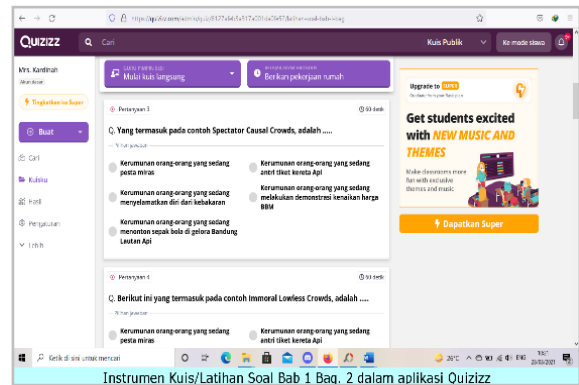 Quizizz
Cari
Kuis Publik
Ke mode siswa
Mrs. Kardinah
Tingkatkan ke Super
Buat
Cari
Kuisku
Hasil
Pengaturan
Lebih
Mulai kuis langsung
Berikan pekerjaan rumah
Pertanyaan 3
60 detik
Q. Yang termasuk pada contoh Spectator Causal Crowds, adalah .....
Pilihan jawaban
Kerumunan orang-orang yang sedang pesta miras
Kerumunan orang-orang yang sedang antri tiket kereta Api
Kerumunan orang-orang yang sedang menyelamatkan diri dari kebakaran
Kerumunan orang-orang yang sedang melakukan demonstrasi kenaikan harga BBM
Kerumunan orang-orang yang sedang menonton sepak bola di gelora Bandung Lautan Api
Pertanyaan 4
60 detik
Q. Berikut ini yang termasuk pada contoh Immoral Lowless Crowds, adalah .....
Pilihan jawaban
Kerumunan orang-orang yang sedang pesta miras
Kerumunan orang-orang yang sedang antri tiket kereta Api
Upgrade to SUPER
Get students excited
with NEW MUSIC AND
THEMES
Make classrooms more
fun with exclusive
themes and music
Dapatkan Super
Ketik di sini untuk mencari
26°C
ENG
Instrumen Kuis/Latihan Soal Bab 1 Bag. 2 dalam aplikasi Quizizz